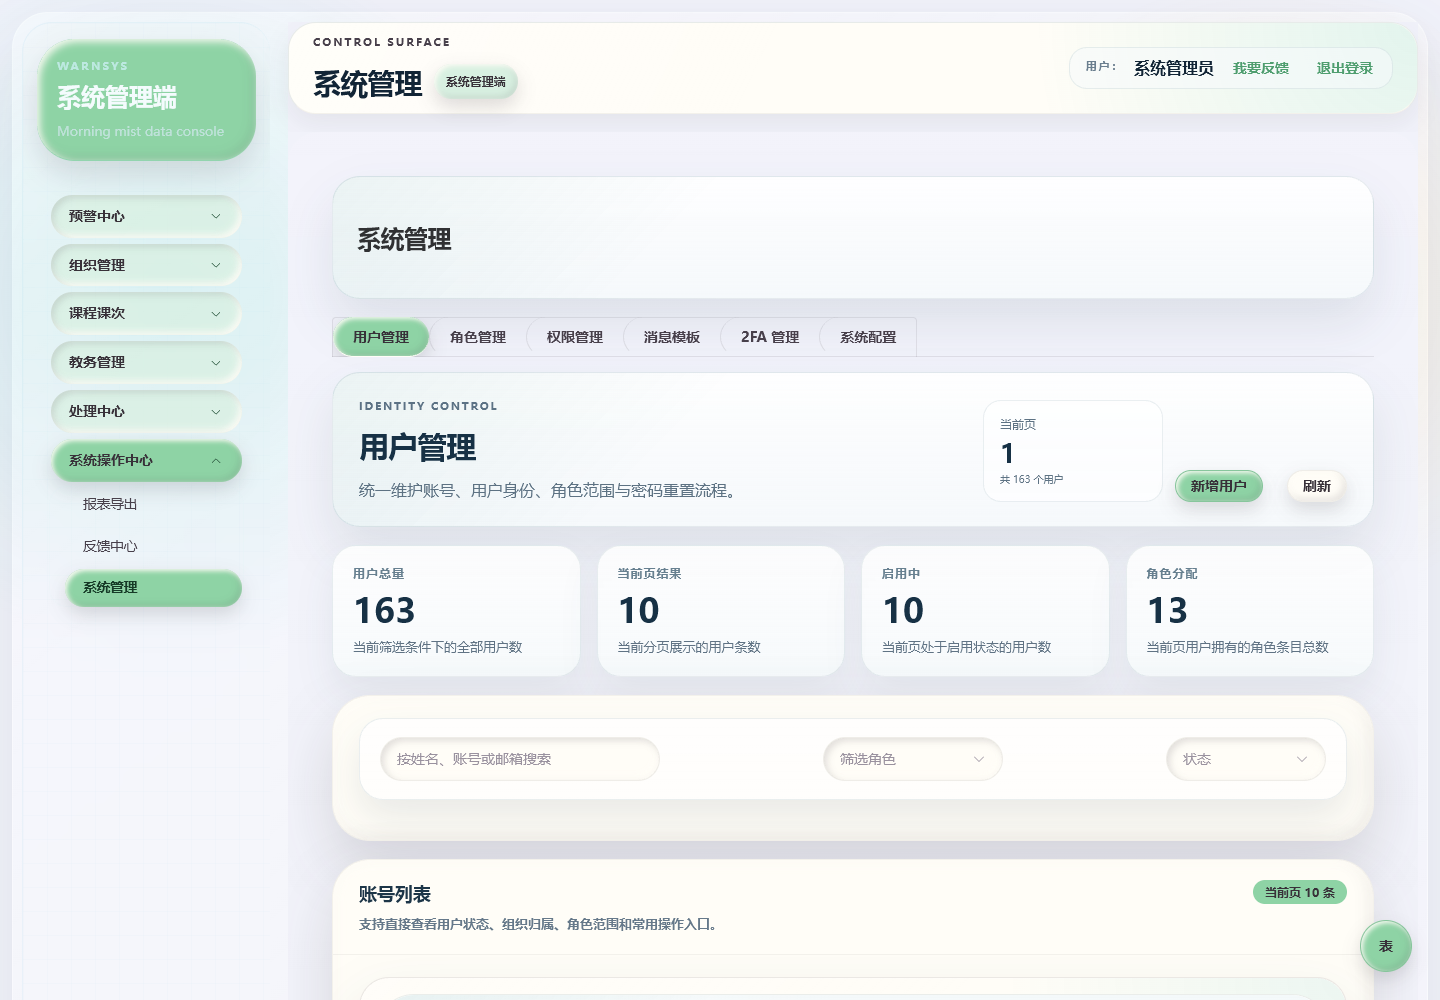 WARNSYS
系统管理端
Morning mist data console
预警中心
组织管理
课程课次
教务管理
处理中心
系统操作中心
报表导出
反馈中心
系统管理
CONTROL SURFACE
系统管理 系统管理端
用户： 系统管理员 我要反馈 退出登录
系统管理
用户管理 角色管理 权限管理 消息模板 2FA 管理 系统配置
IDENTITY CONTROL
用户管理
统一维护账号、用户身份、角色范围与密码重置流程。
当前页
1
共 163 个用户
新增用户 刷新
用户总量
163
当前筛选条件下的全部用户数
当前页结果
10
当前分页展示的用户条数
启用中
10
当前页处于启用状态的用户数
角色分配
13
当前页用户拥有的角色条目总数
按姓名、账号或邮箱搜索 筛选角色 状态
账号列表
支持直接查看用户状态、组织归属、角色范围和常用操作入口。
当前页 10 条
表